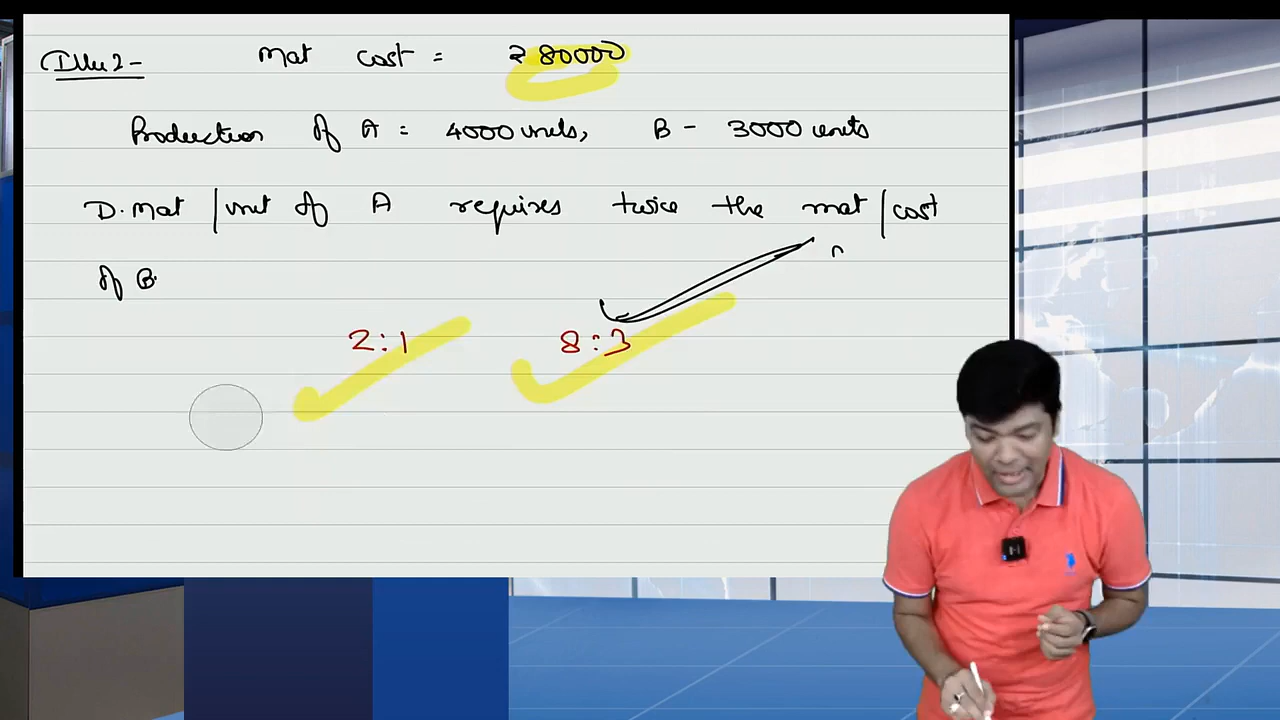 Illu 2 - Mat cost = ₹ 80000
Production of A = 4000 units, B - 3000 units
D. Mat / unit of A requires twice the mat / cost
of B.
2 : 1 8 : 3